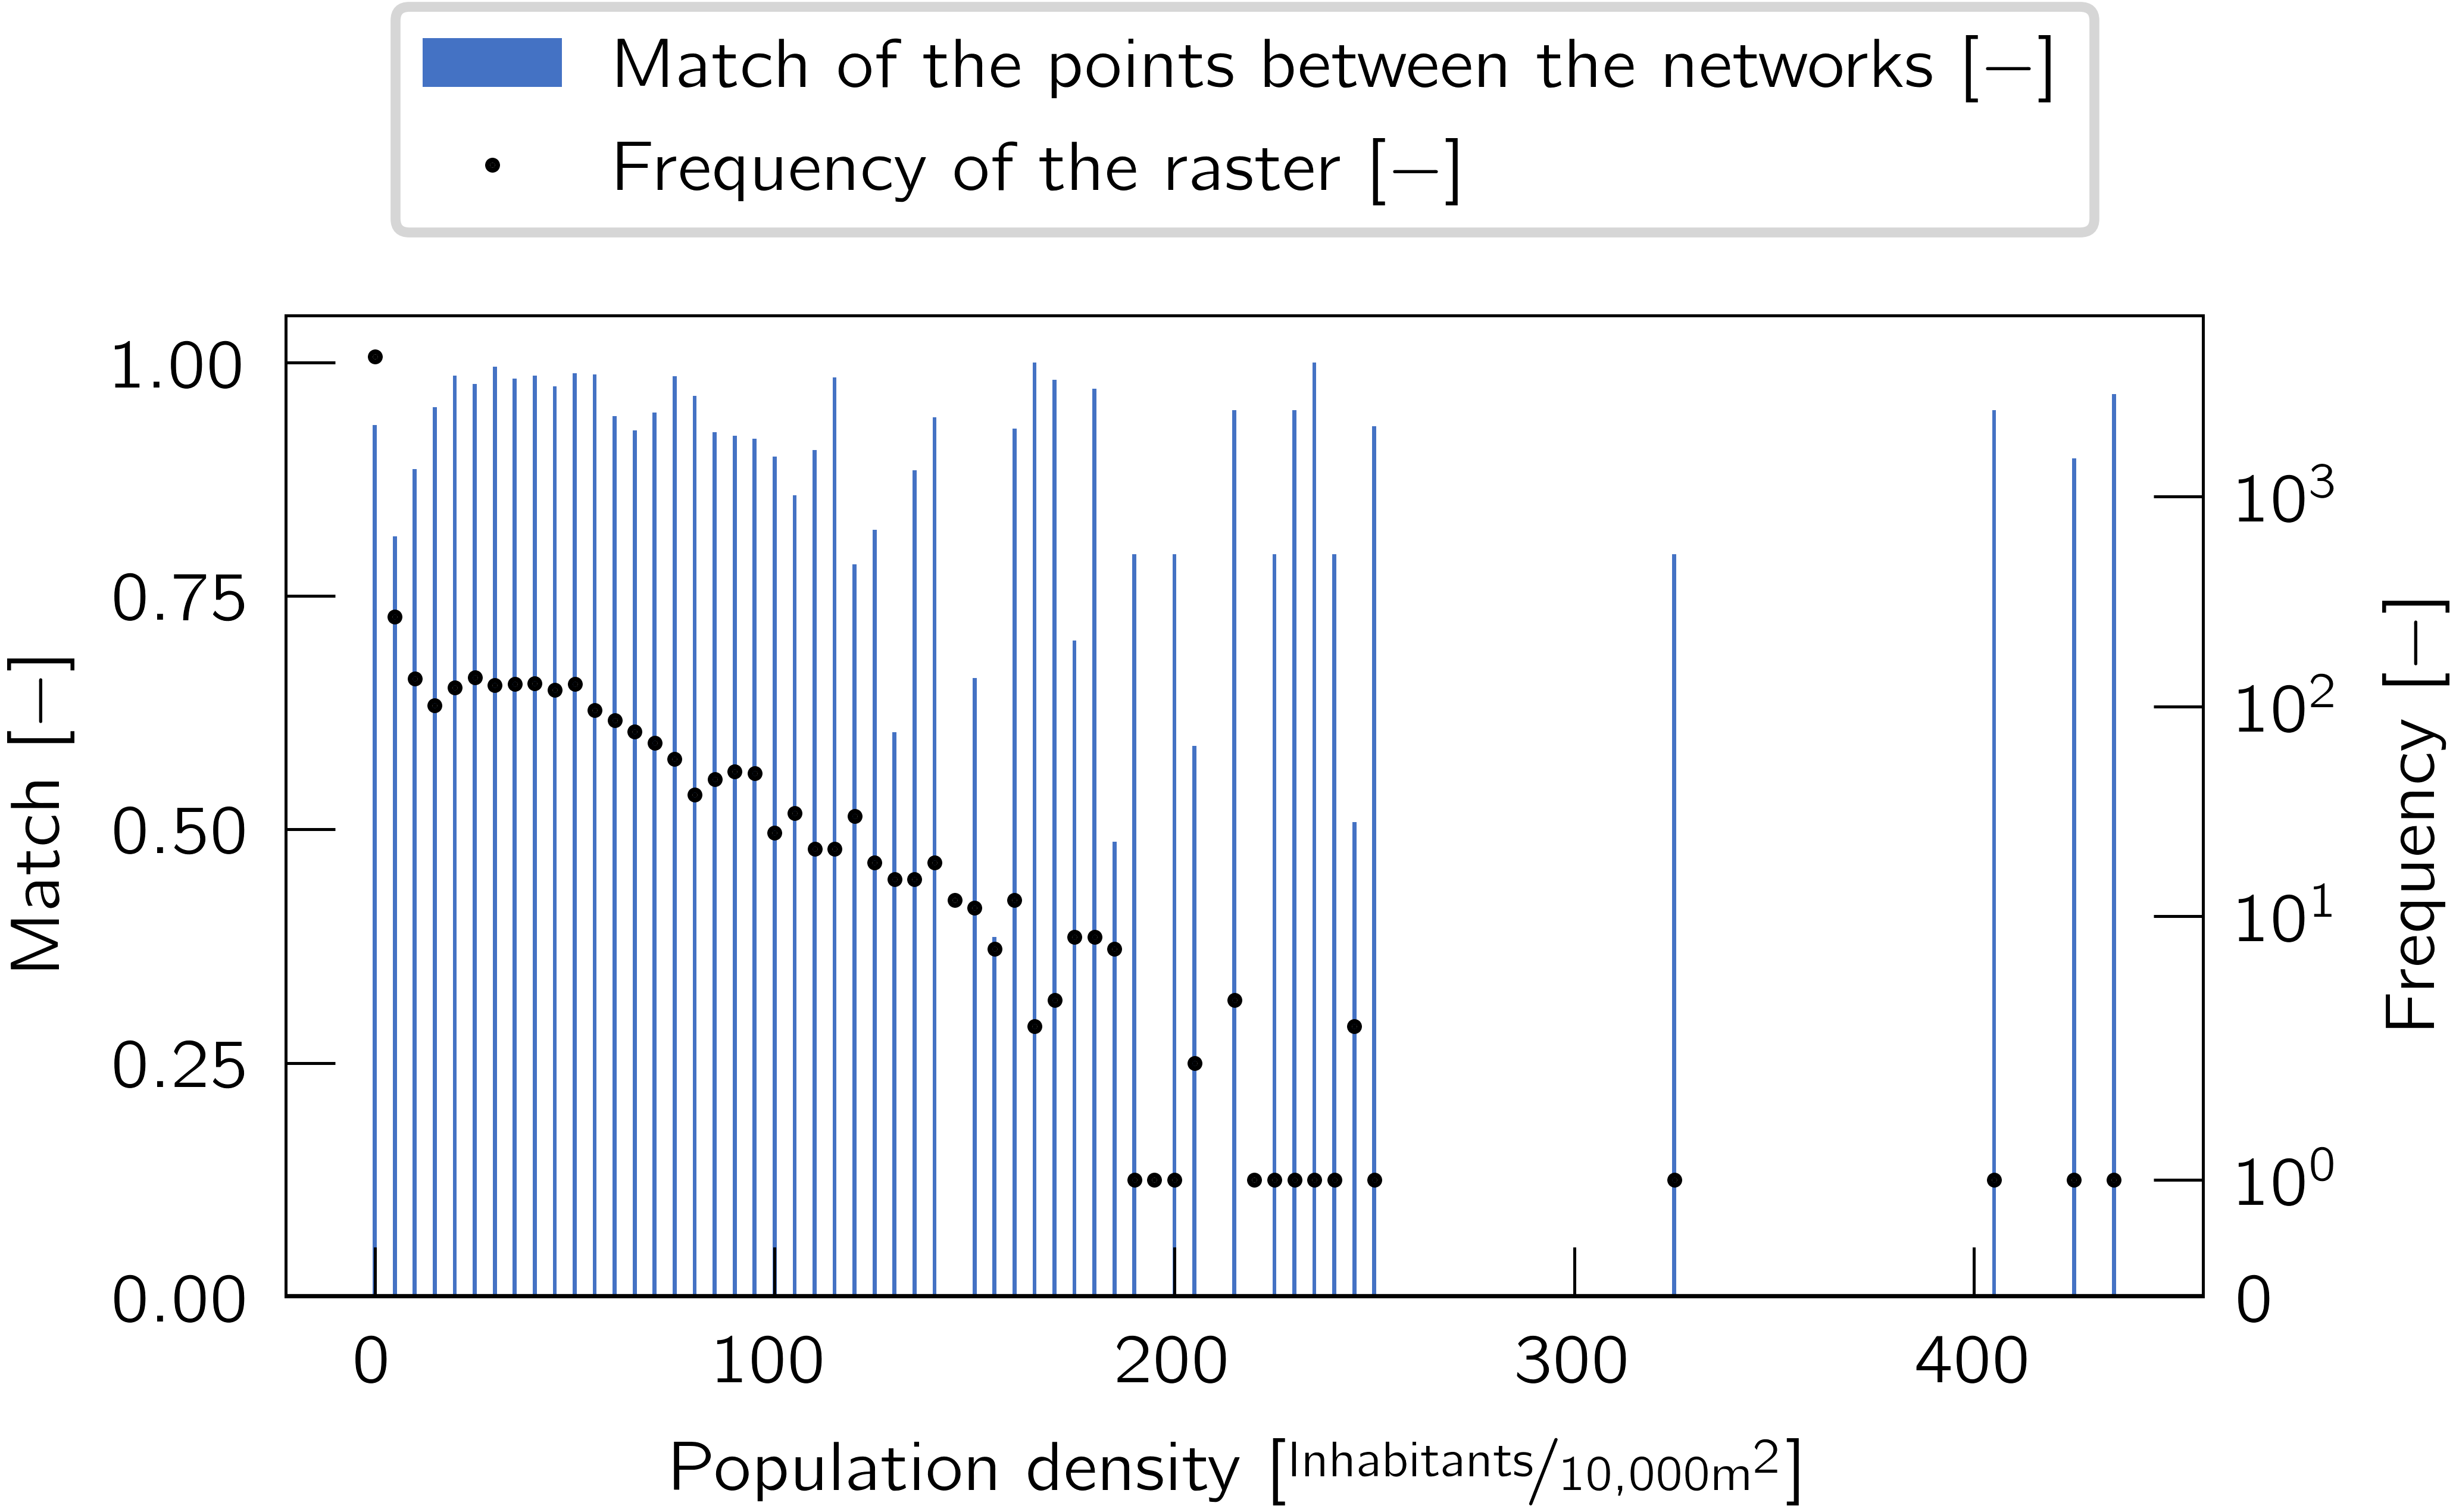 Match of the points between the networks [—]
Frequency of the raster [—]
1.00
0.75
0.50
0.25
0.00
Match [—]
10³
10²
10¹
10⁰
0
Frequency [—]
0 100 200 300 400
Population density [Inhabitants/10,000m²]